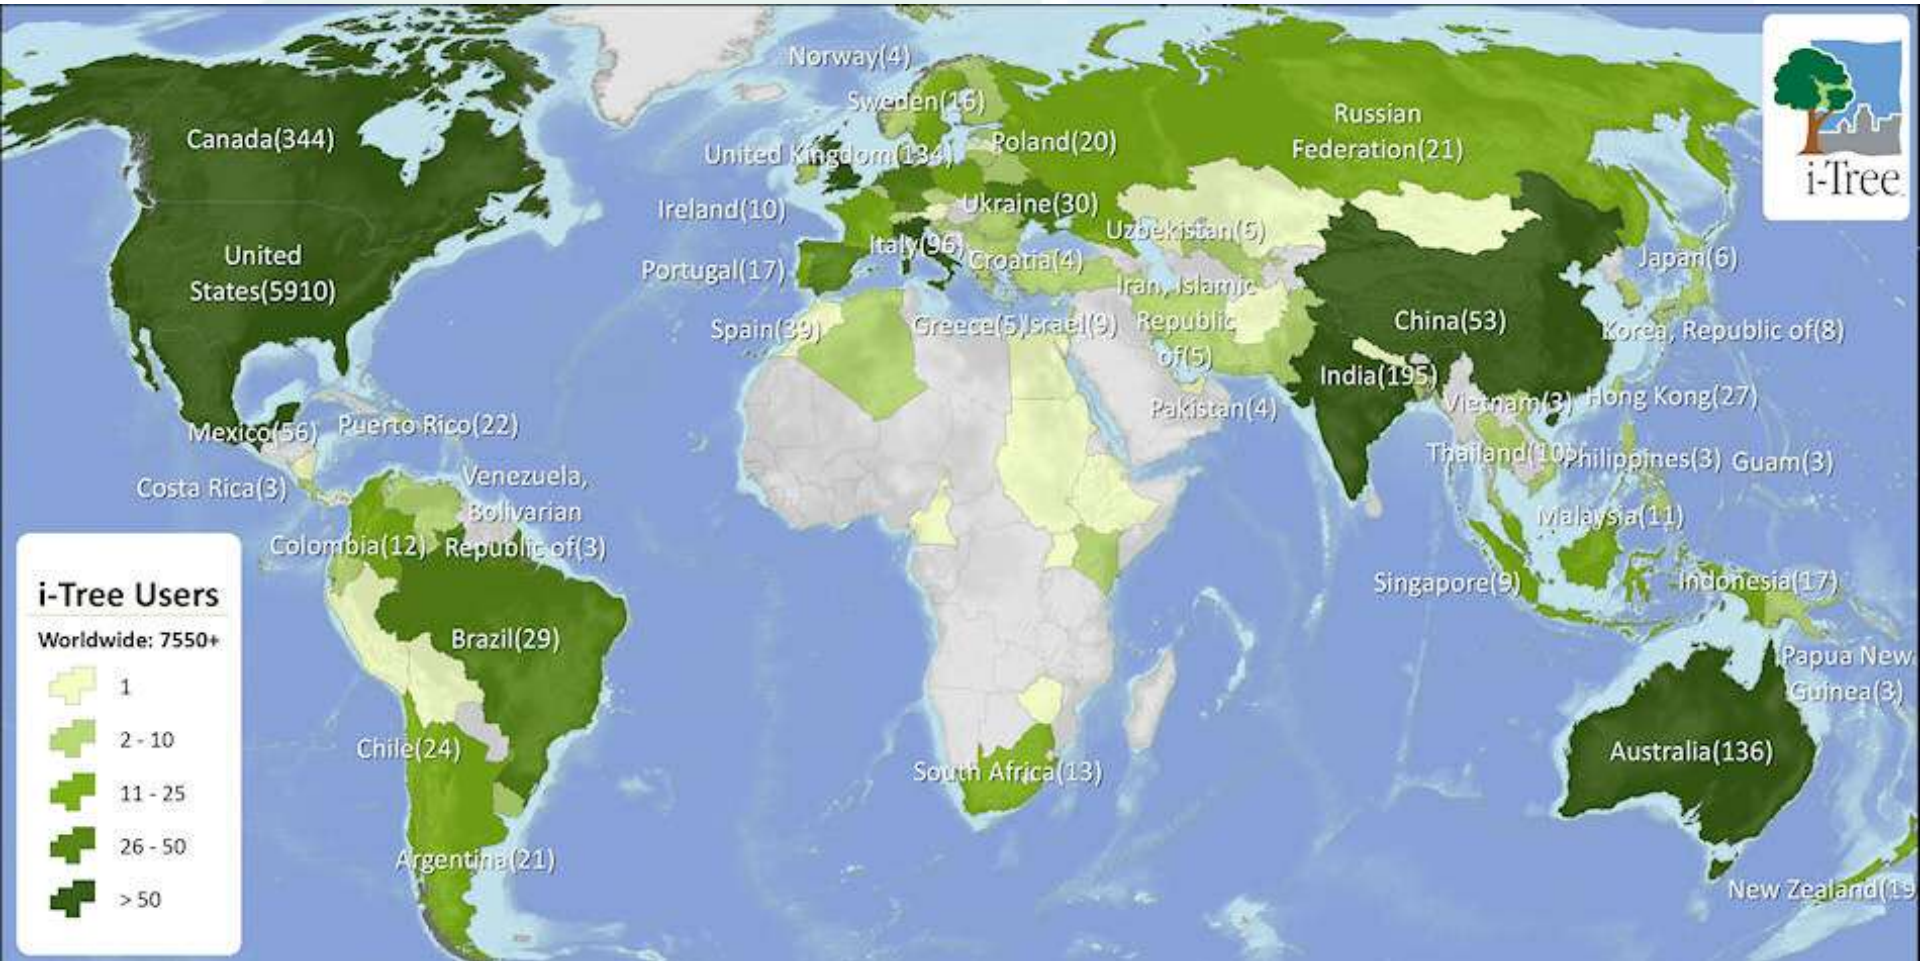 Norway(4)
Sweden(16)
Canada(344)
Russian
Federation(21)
Poland(20)
United Kingdom(134)
i-Tree
Ireland(10)
Ukraine(30)
Uzbekistan(6)
Italy(96)
Croatia(4)
United
States(5910)
Portugal(17)
Japan(6)
Iran, Islamic
Republic
of(5)
Spain(39)
Greece(5)
Israel(9)
China(53)
Korea, Republic of(8)
India(195)
Pakistan(4)
Vietnam(3)
Hong Kong(27)
Mexico(56)
Puerto Rico(22)
Thailand(10)
Philippines(3)
Guam(3)
Costa Rica(3)
Venezuela,
Bolivarian
Republic of(3)
Malaysia(11)
Colombia(12)
Singapore(9)
Indonesia(17)
i-Tree Users
Worldwide: 7550+
1
2 - 10
11 - 25
26 - 50
> 50
Brazil(29)
Papua New
Guinea(3)
Chile(24)
South Africa(13)
Australia(136)
Argentina(21)
New Zealand(19